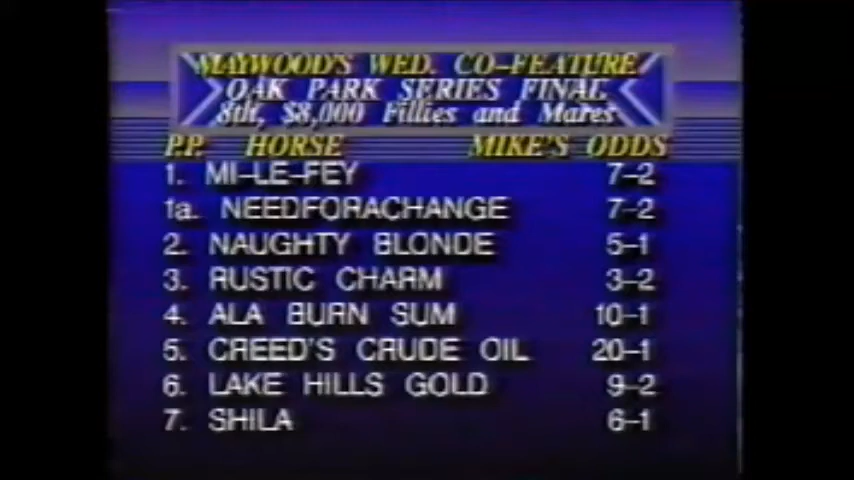 MAYWOOD'S WED. CO-FEATURE
OAK PARK SERIES FINAL
8th, $8,000 Fillies and Mares
P.P. HORSE MIKE'S ODDS
1. MI-LE-FEY 7-2
1a. NEEDFORACHANGE 7-2
2. NAUGHTY BLONDE 5-1
3. RUSTIC CHARM 3-2
4. ALA BURN SUM 10-1
5. CREED'S CRUDE OIL 20-1
6. LAKE HILLS GOLD 9-2
7. SHILA 6-1